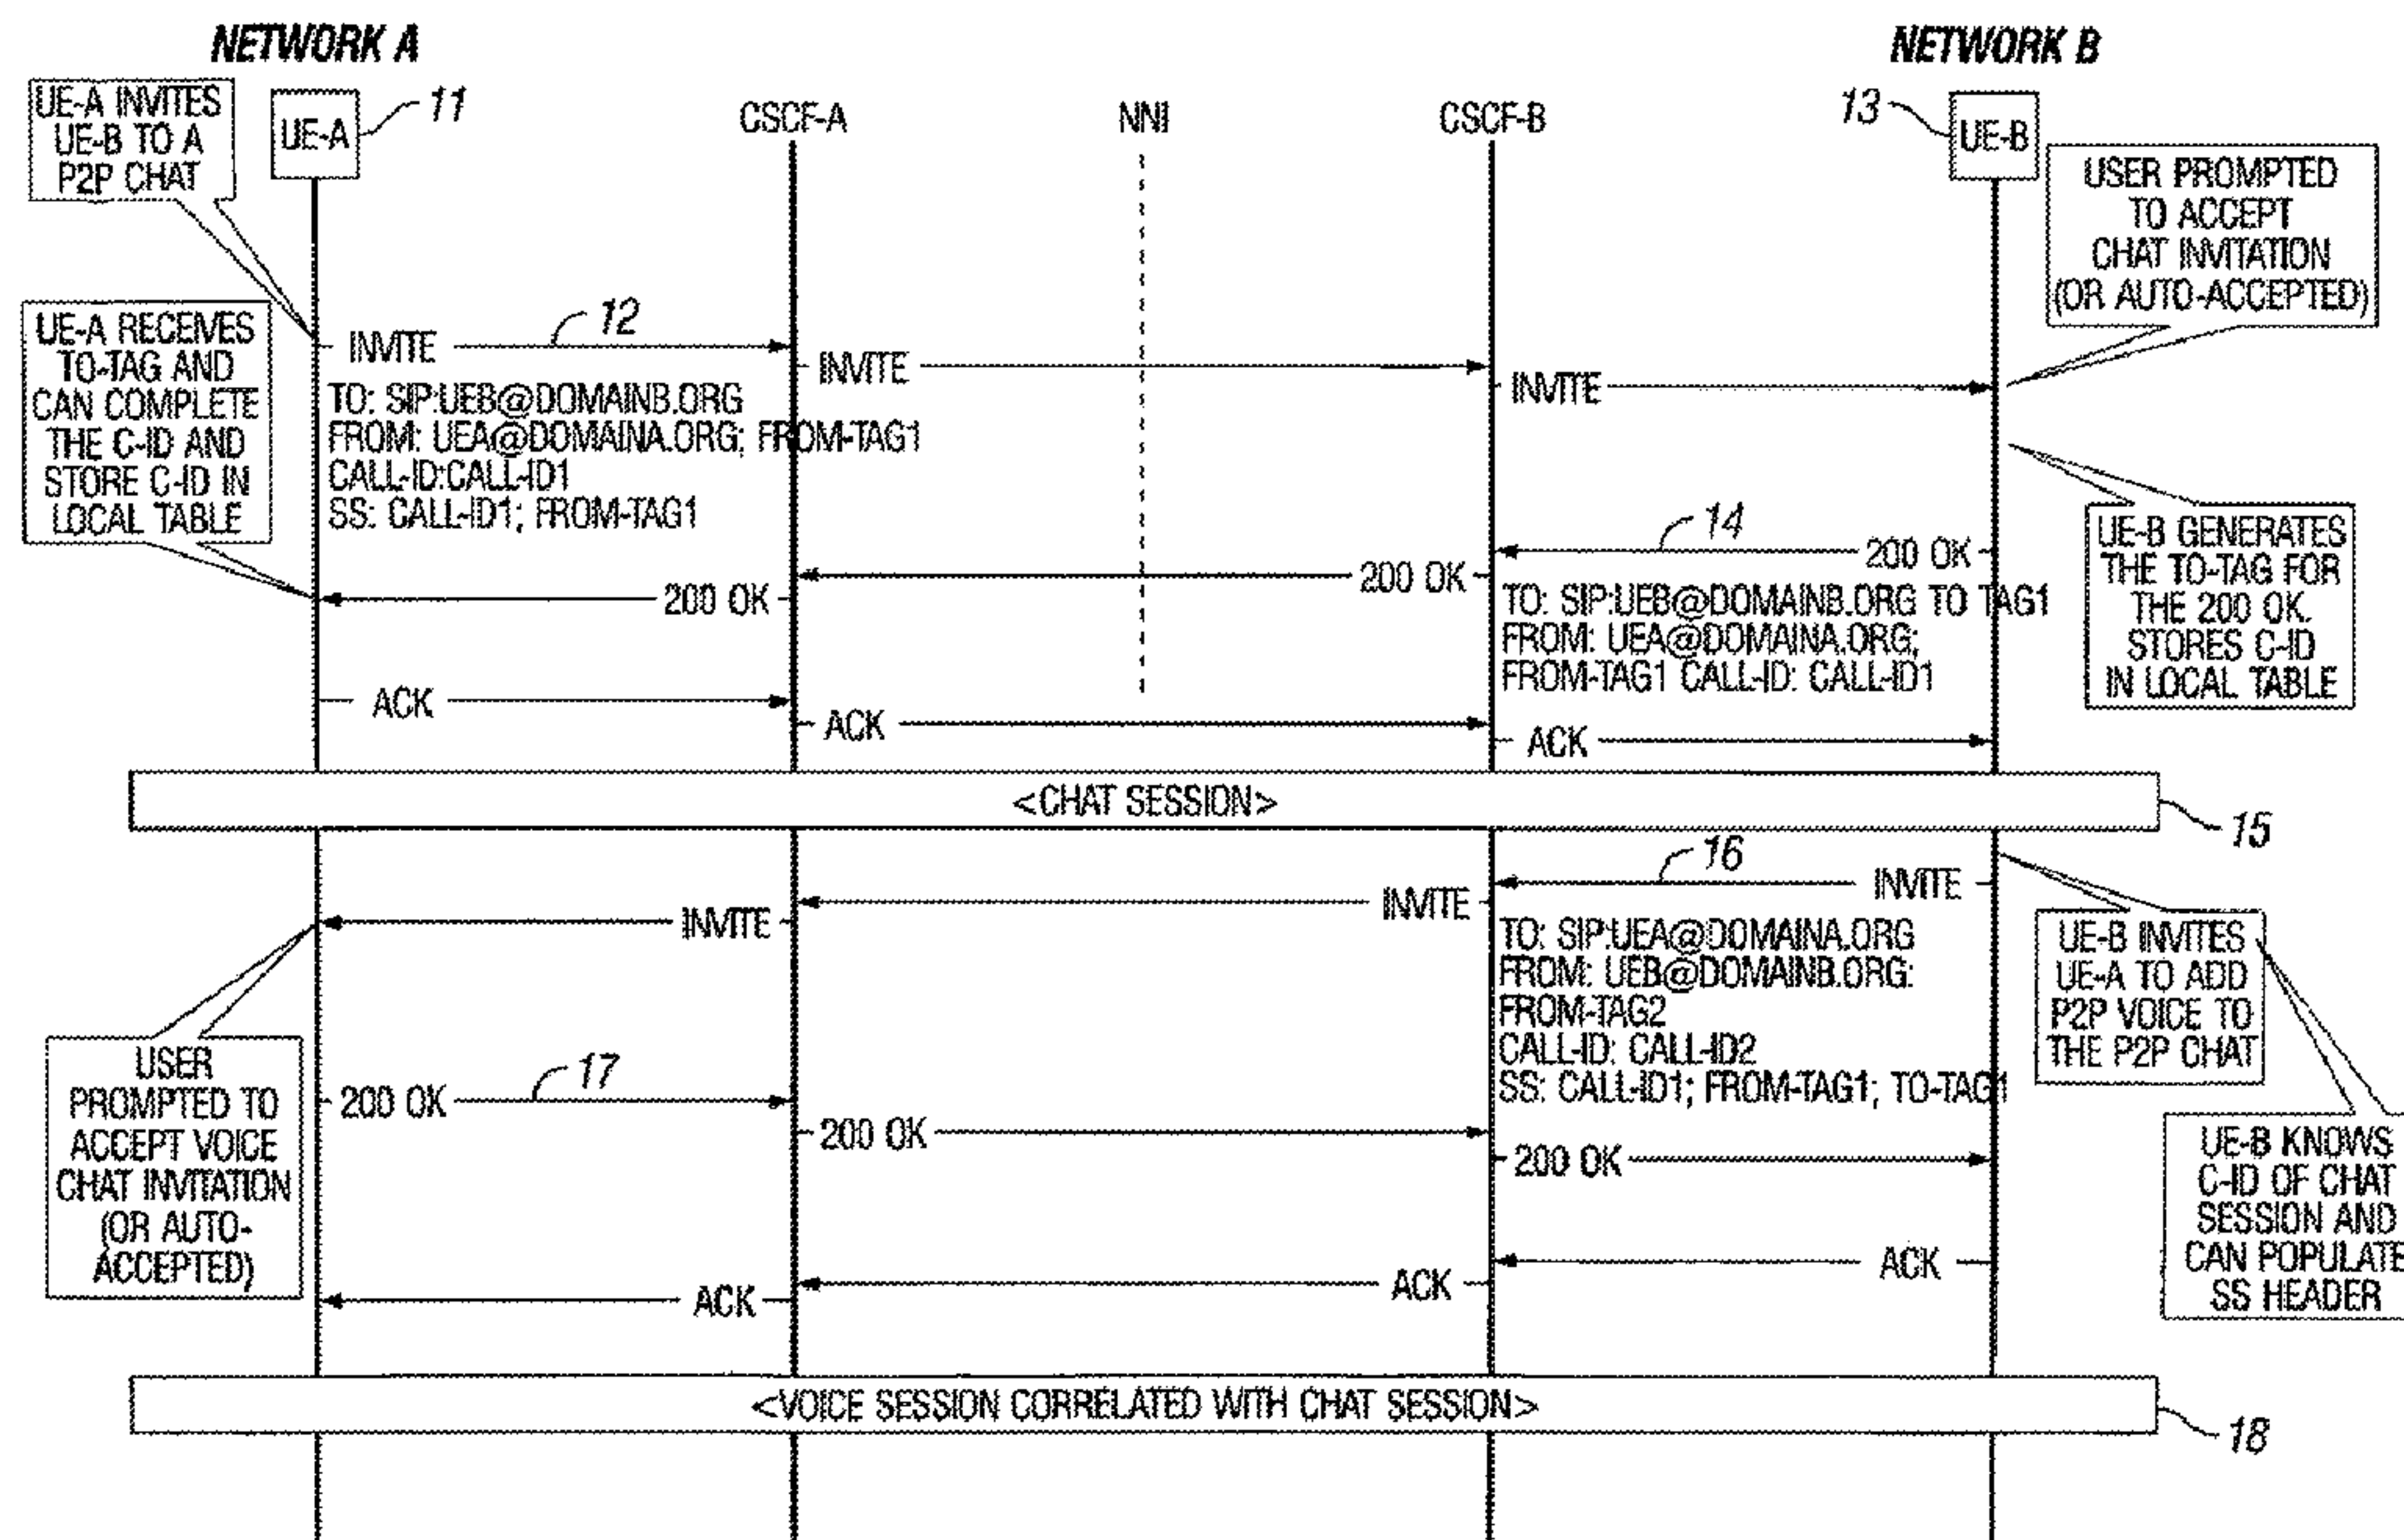 NETWORK A
NETWORK B
UE-A INVITES
UE-B TO A
P2P CHAT
UE-A
11
CSCF-A
NNI
CSCF-B
13
UE-B
USER PROMPTED
TO ACCEPT
CHAT INVITATION
(OR AUTO-ACCEPTED)
UE-A RECEIVES
TO-TAG AND
CAN COMPLETE
THE C-ID AND
STORE C-ID IN
LOCAL TABLE
INVITE
12
INVITE
INVITE
TO: SIP:UEB@DOMAINB.ORG
FROM: UEA@DOMAINA.ORG; FROM-TAG1
CALL-ID:CALL-ID1
SS: CALL-ID1; FROM-TAG1
14
200 OK
200 OK
200 OK
TO: SIP:UEB@DOMAINB.ORG TO TAG1
FROM: UEA@DOMAINA.ORG;
FROM-TAG1 CALL-ID: CALL-ID1
UE-B GENERATES
THE TO-TAG FOR
THE 200 OK.
STORES C-ID
IN LOCAL TABLE
ACK
ACK
ACK
<CHAT SESSION>
15
16
INVITE
INVITE
INVITE
TO: SIP:UEA@DOMAINA.ORG
FROM: UEB@DOMAINB.ORG:
FROM-TAG2
CALL-ID: CALL-ID2
SS: CALL-ID1; FROM-TAG1; TO-TAG1
UE-B INVITES
UE-A TO ADD
P2P VOICE TO
THE P2P CHAT
USER
PROMPTED TO
ACCEPT VOICE
CHAT INVITATION
(OR AUTO-
ACCEPTED)
200 OK
17
200 OK
200 OK
UE-B KNOWS
C-ID OF CHAT
SESSION AND
CAN POPULATE
SS HEADER
ACK
ACK
ACK
<VOICE SESSION CORRELATED WITH CHAT SESSION>
18